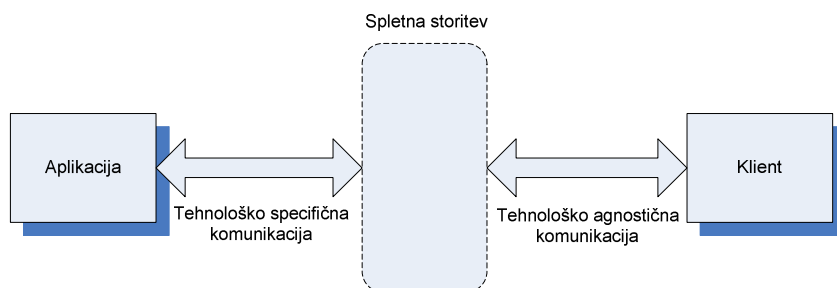 Spletna storitev
Aplikacija
Klient
Tehnološko specifična
komunikacija
Tehnološko agnostična
komunikacija